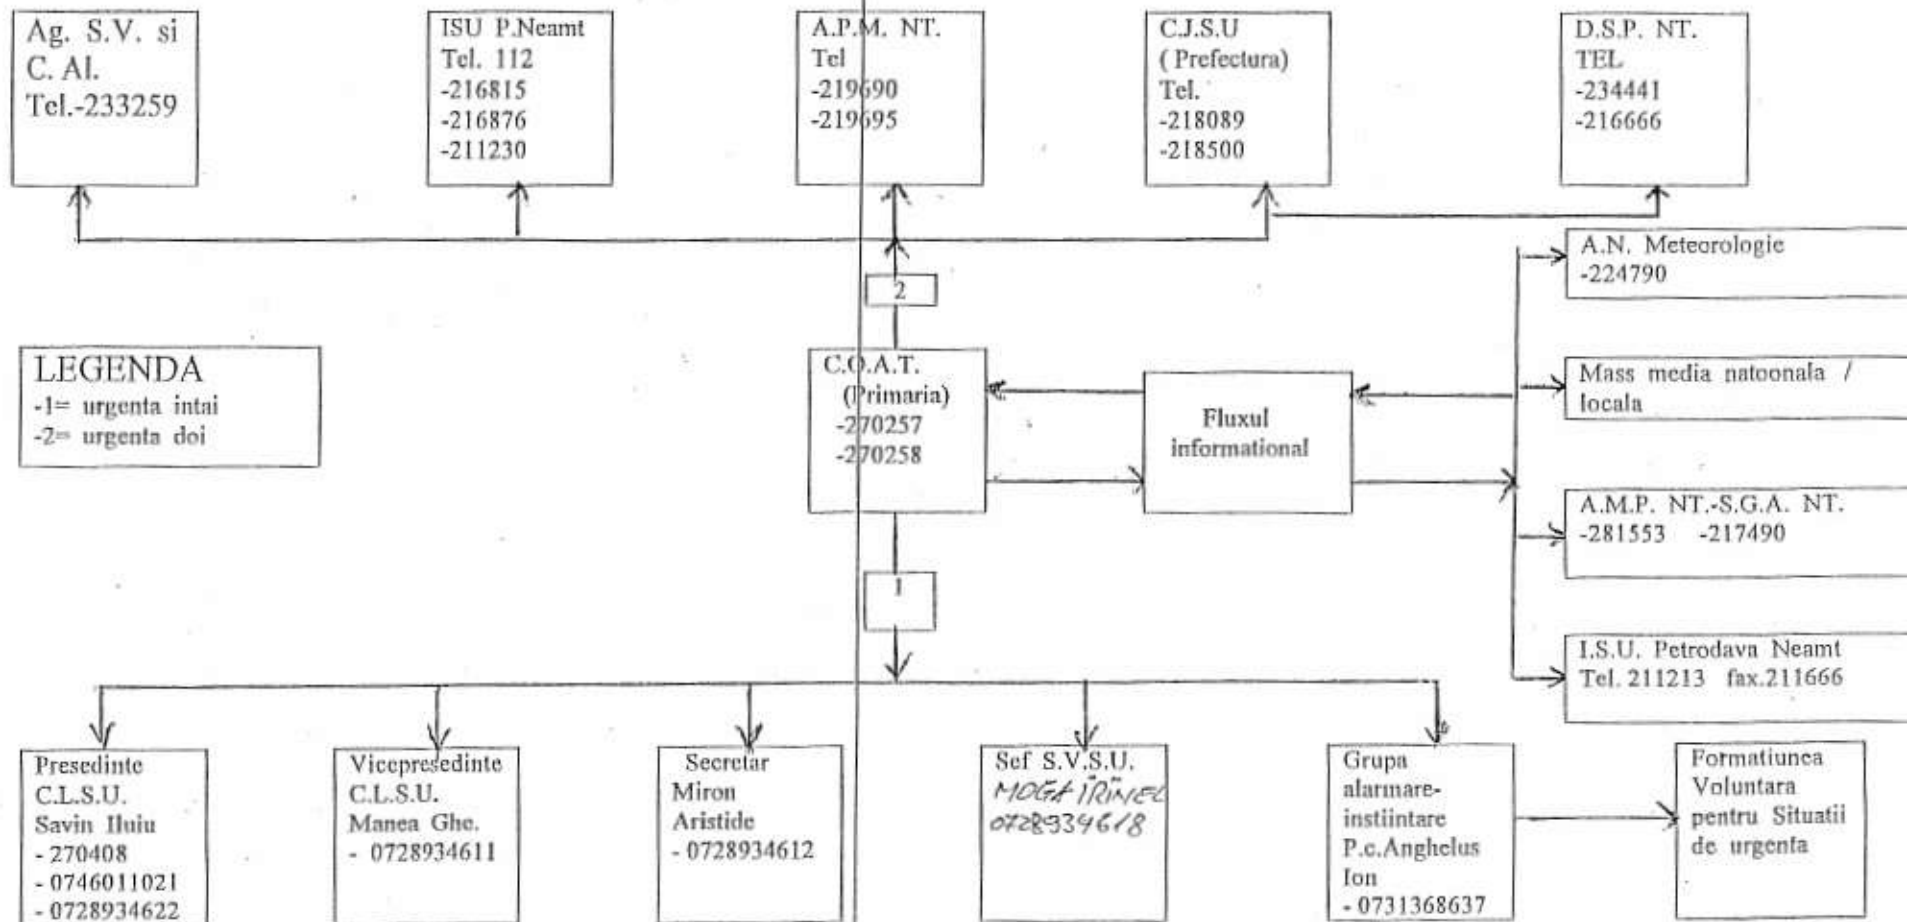 Ag. S.V. si
C. Al.
Tel.-233259
ISU P.Neamt
Tel. 112
-216815
-216876
-211230
A.P.M. NT.
Tel
-219690
-219695
C.J.S.U
( Prefectura)
Tel.
-218089
-218500
D.S.P. NT.
TEL
-234441
-216666
A.N. Meteorologie
-224790
2
LEGENDA
-1= urgenta intai
-2= urgenta doi
C.O.A.T.
(Primaria)
-270257
-270258
Fluxul
informational
Mass media natoonala /
locala
A.M.P. NT.-S.G.A. NT.
-281553 -217490
1
I.S.U. Petrodava Neamt
Tel. 211213 fax.211666
Presedinte
C.L.S.U.
Savin Iluiu
- 270408
- 0746011021
- 0728934622
Vicepresedinte
C.L.S.U.
Manea Ghe.
- 0728934611
Secretar
Miron
Aristide
- 0728934612
Sef S.V.S.U.
MOGA IRINEL
0728934618
Grupa
alarmare-
instiintare
P.c.Anghelus
Ion
- 0731368637
Formatiunea
Voluntara
pentru Situatii
de urgenta